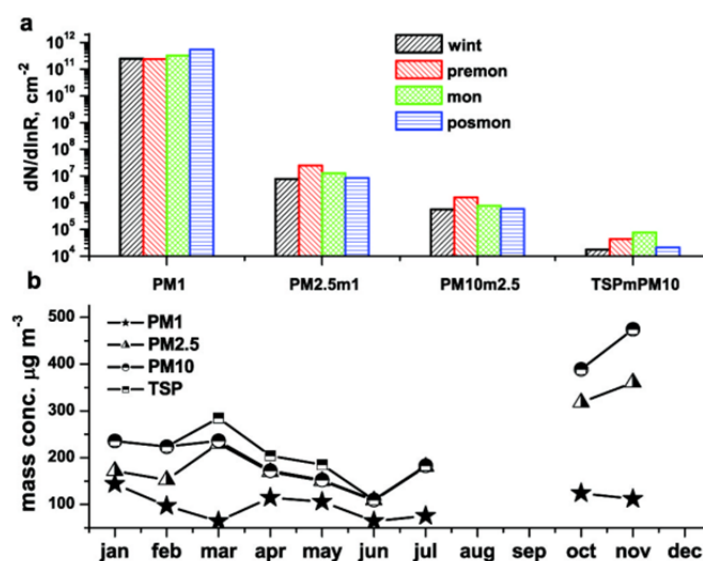 a
dN/dlnR, cm⁻²
10¹²
10¹¹
10¹⁰
10⁹
10⁸
10⁷
10⁶
10⁵
10⁴
wint
premon
mon
posmon
PM1 PM2.5m1 PM10m2.5 TSPmPM10
b
mass conc. μg m⁻³
500
400
300
200
100
PM1
PM2.5
PM10
TSP
jan feb mar apr may jun jul aug sep oct nov dec